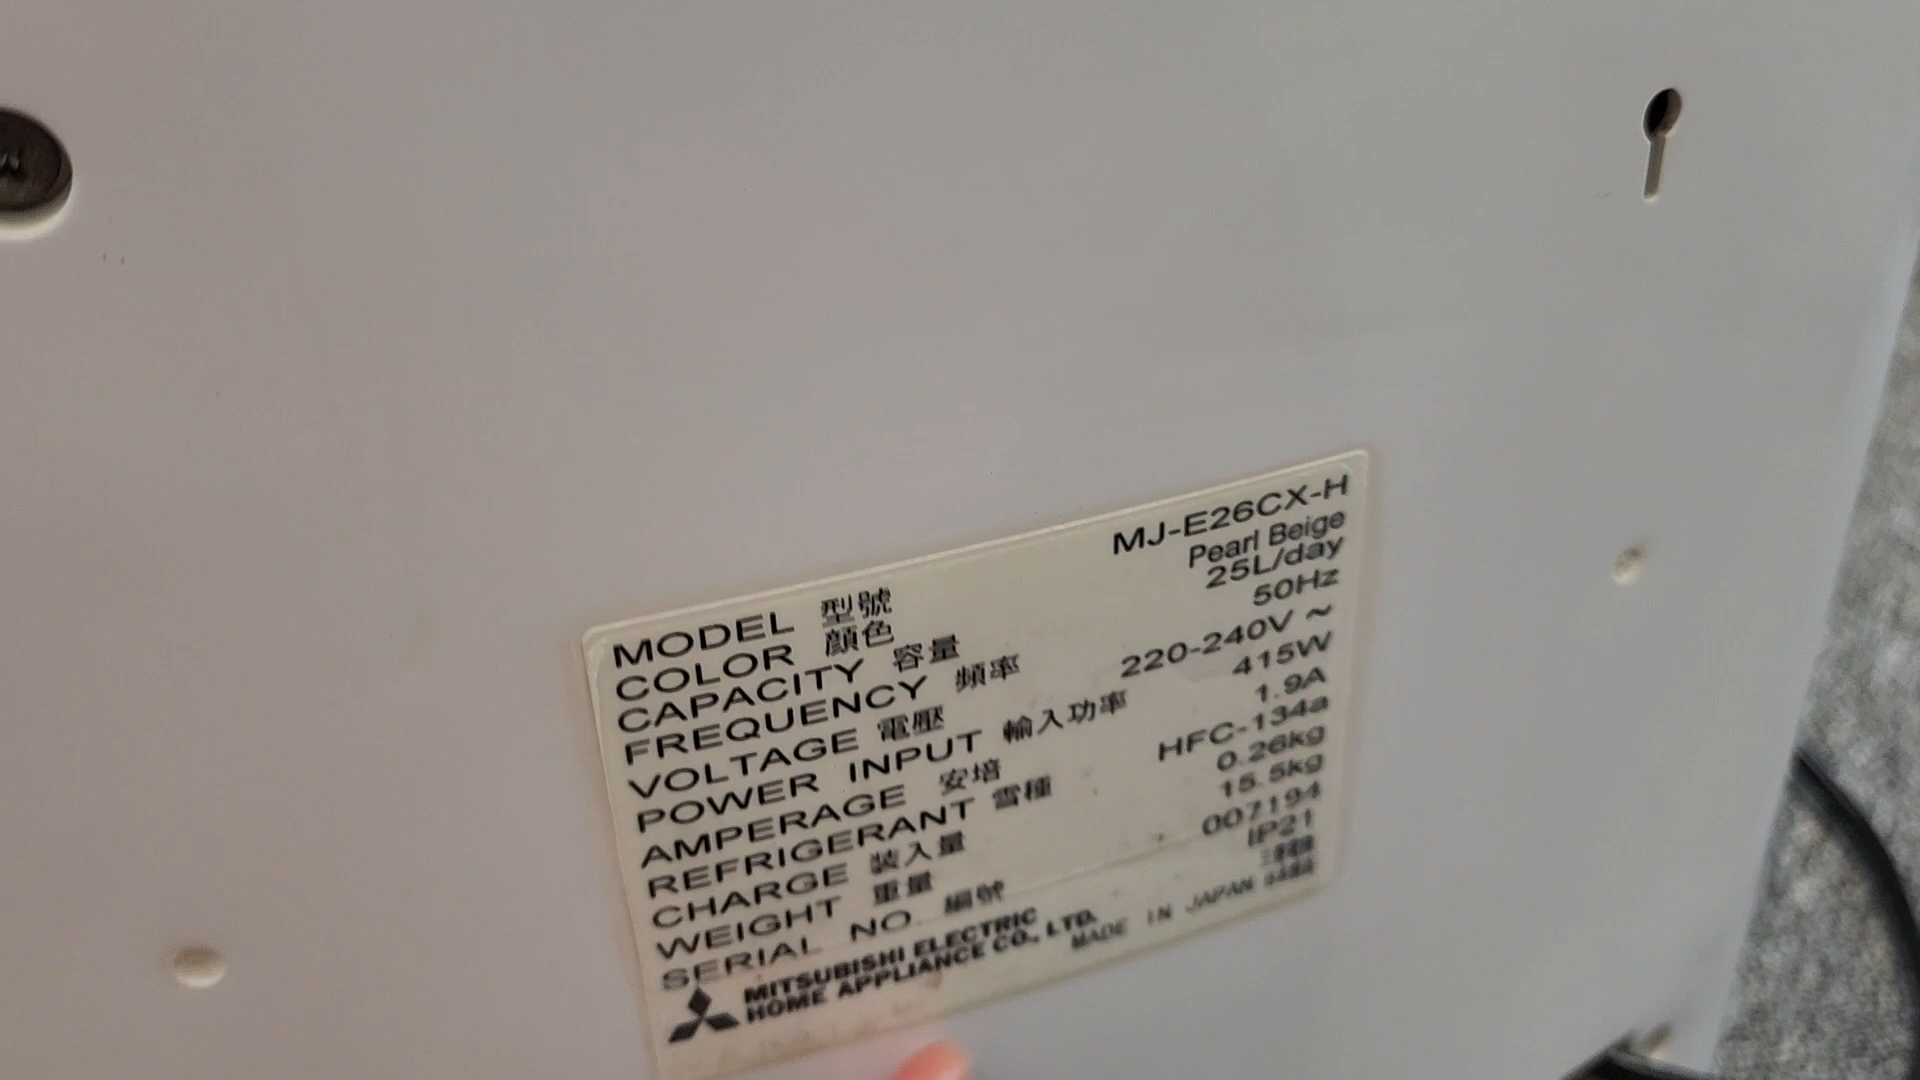 MODEL 型號 MJ-E26CX-H
COLOR 顔色 Pearl Beige
CAPACITY 容量 25L/day
FREQUENCY 頻率 50Hz
VOLTAGE 電壓 220-240V ~
POWER INPUT 輸入功率 415W
AMPERAGE 安培 1.9A
REFRIGERANT 雪種 HFC-134a
CHARGE 裝入量 0.26kg
WEIGHT 重量 15.5kg
SERIAL NO. 編號 007194
IP21
MITSUBISHI ELECTRIC
HOME APPLIANCE CO., LTD.
MADE IN JAPAN